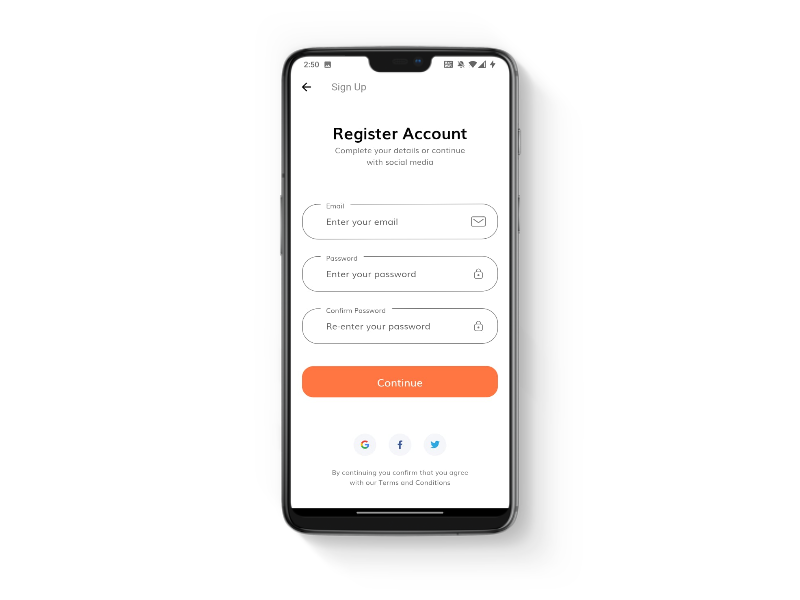 2:50
Sign Up
Register Account
Complete your details or continue
with social media
Email
Enter your email
Password
Enter your password
Confirm Password
Re-enter your password
Continue
By continuing you confirm that you agree
with our Terms and Conditions